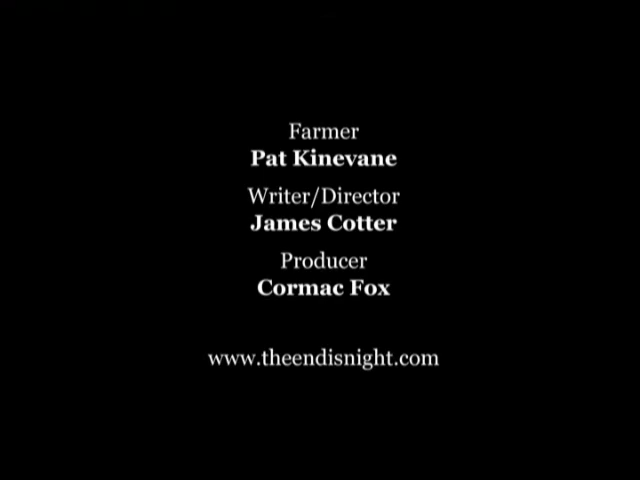 Farmer
Pat Kinevane
Writer/Director
James Cotter
Producer
Cormac Fox
www.theendisnight.com